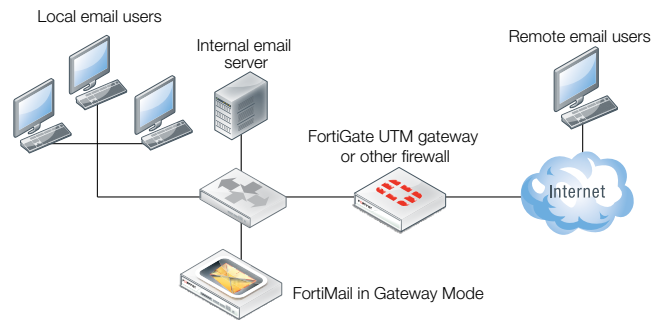 Local email users
Internal email
server
Remote email users
FortiGate UTM gateway
or other firewall
Internet
FortiMail in Gateway Mode